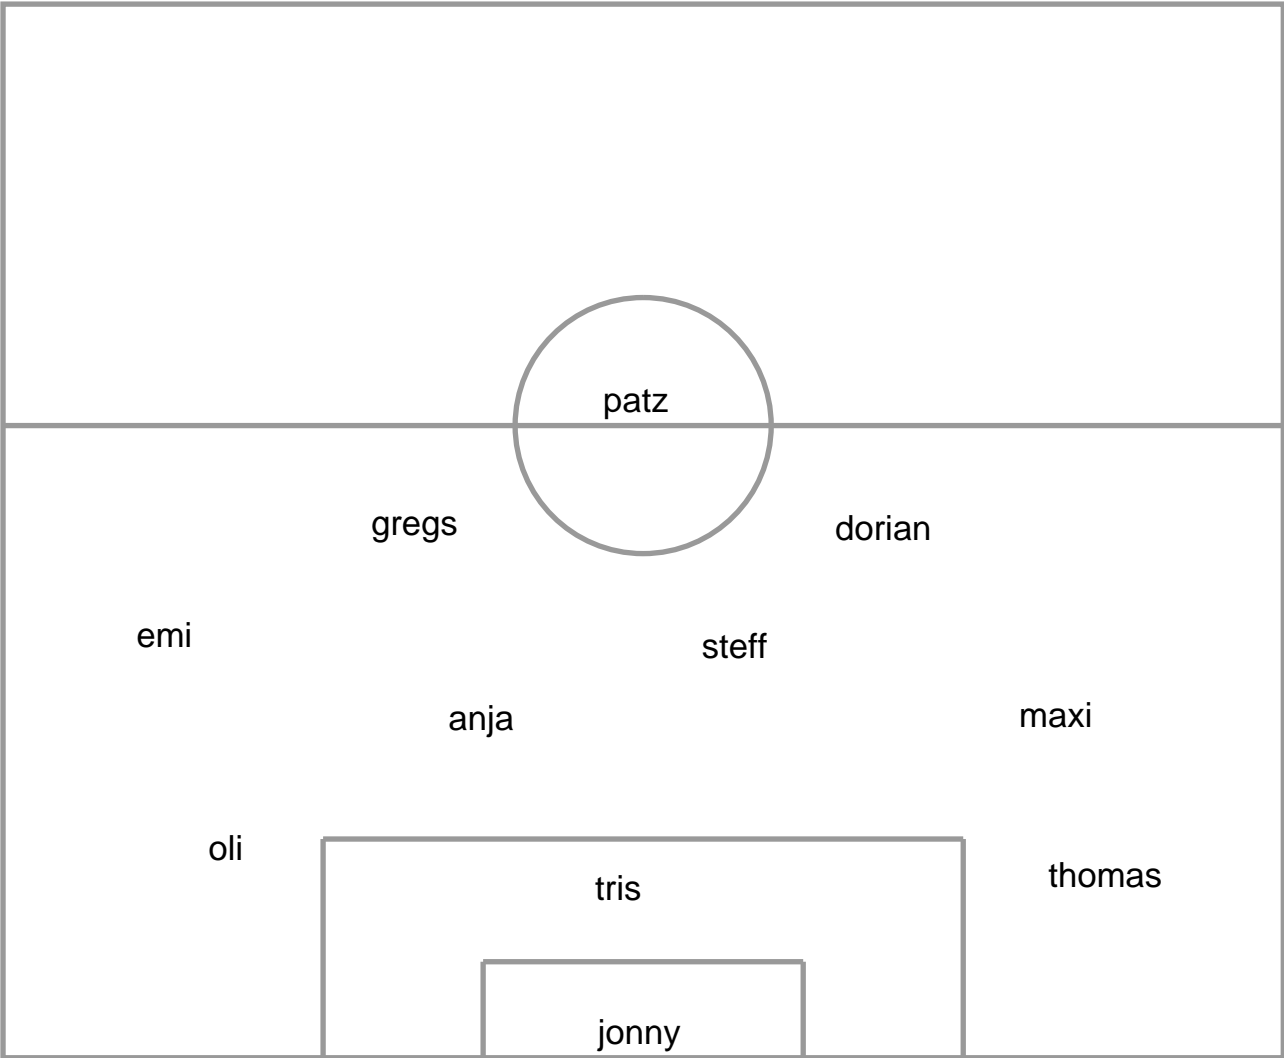 patz
gregs
dorian
emi
steff
anja
maxi
oli
tris
thomas
jonny